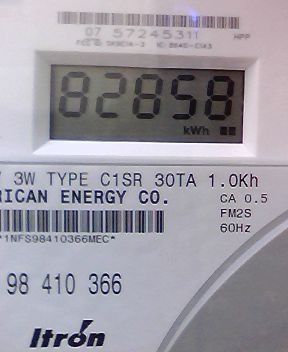 07 57245311 HPP
82858
kWh
3W TYPE C1SR 30TA 1.0Kh
RICAN ENERGY CO. CA 0.5
FM2S
*1NFS98410366MEC* 60Hz
98 410 366
Itron